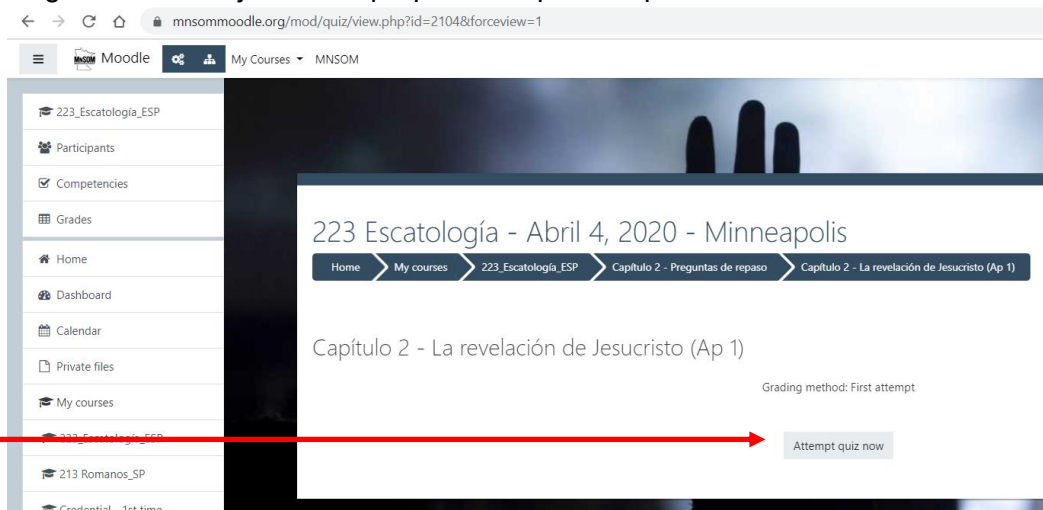 mnsommoodle.org/mod/quiz/view.php?id=2104&forceview=1
MNSOM Moodle My Courses MNSOM
223_Escatología_ESP
Participants
Competencies
Grades
Home
Dashboard
Calendar
Private files
My courses
213 Romanos_SP
223 Escatología - Abril 4, 2020 - Minneapolis
Home My courses 223_Escatología_ESP Capítulo 2 - Preguntas de repaso Capítulo 2 - La revelación de Jesucristo (Ap 1)
Capítulo 2 - La revelación de Jesucristo (Ap 1)
Grading method: First attempt
Attempt quiz now